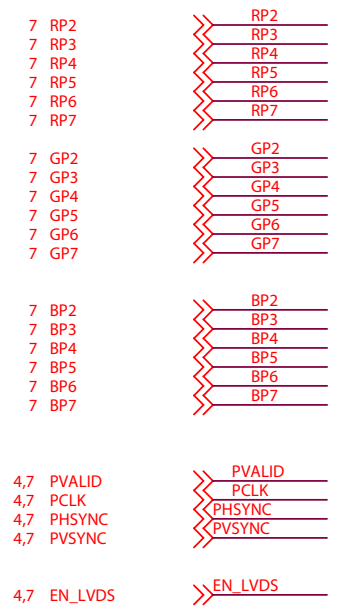 7 RP2 RP2
7 RP3 RP3
7 RP4 RP4
7 RP5 RP5
7 RP6 RP6
7 RP7 RP7
7 GP2 GP2
7 GP3 GP3
7 GP4 GP4
7 GP5 GP5
7 GP6 GP6
7 GP7 GP7
7 BP2 BP2
7 BP3 BP3
7 BP4 BP4
7 BP5 BP5
7 BP6 BP6
7 BP7 BP7
4,7 PVALID PVALID
4,7 PCLK PCLK
4,7 PHSYNC PHSYNC
4,7 PVSYNC PVSYNC
4,7 EN_LVDS EN_LVDS